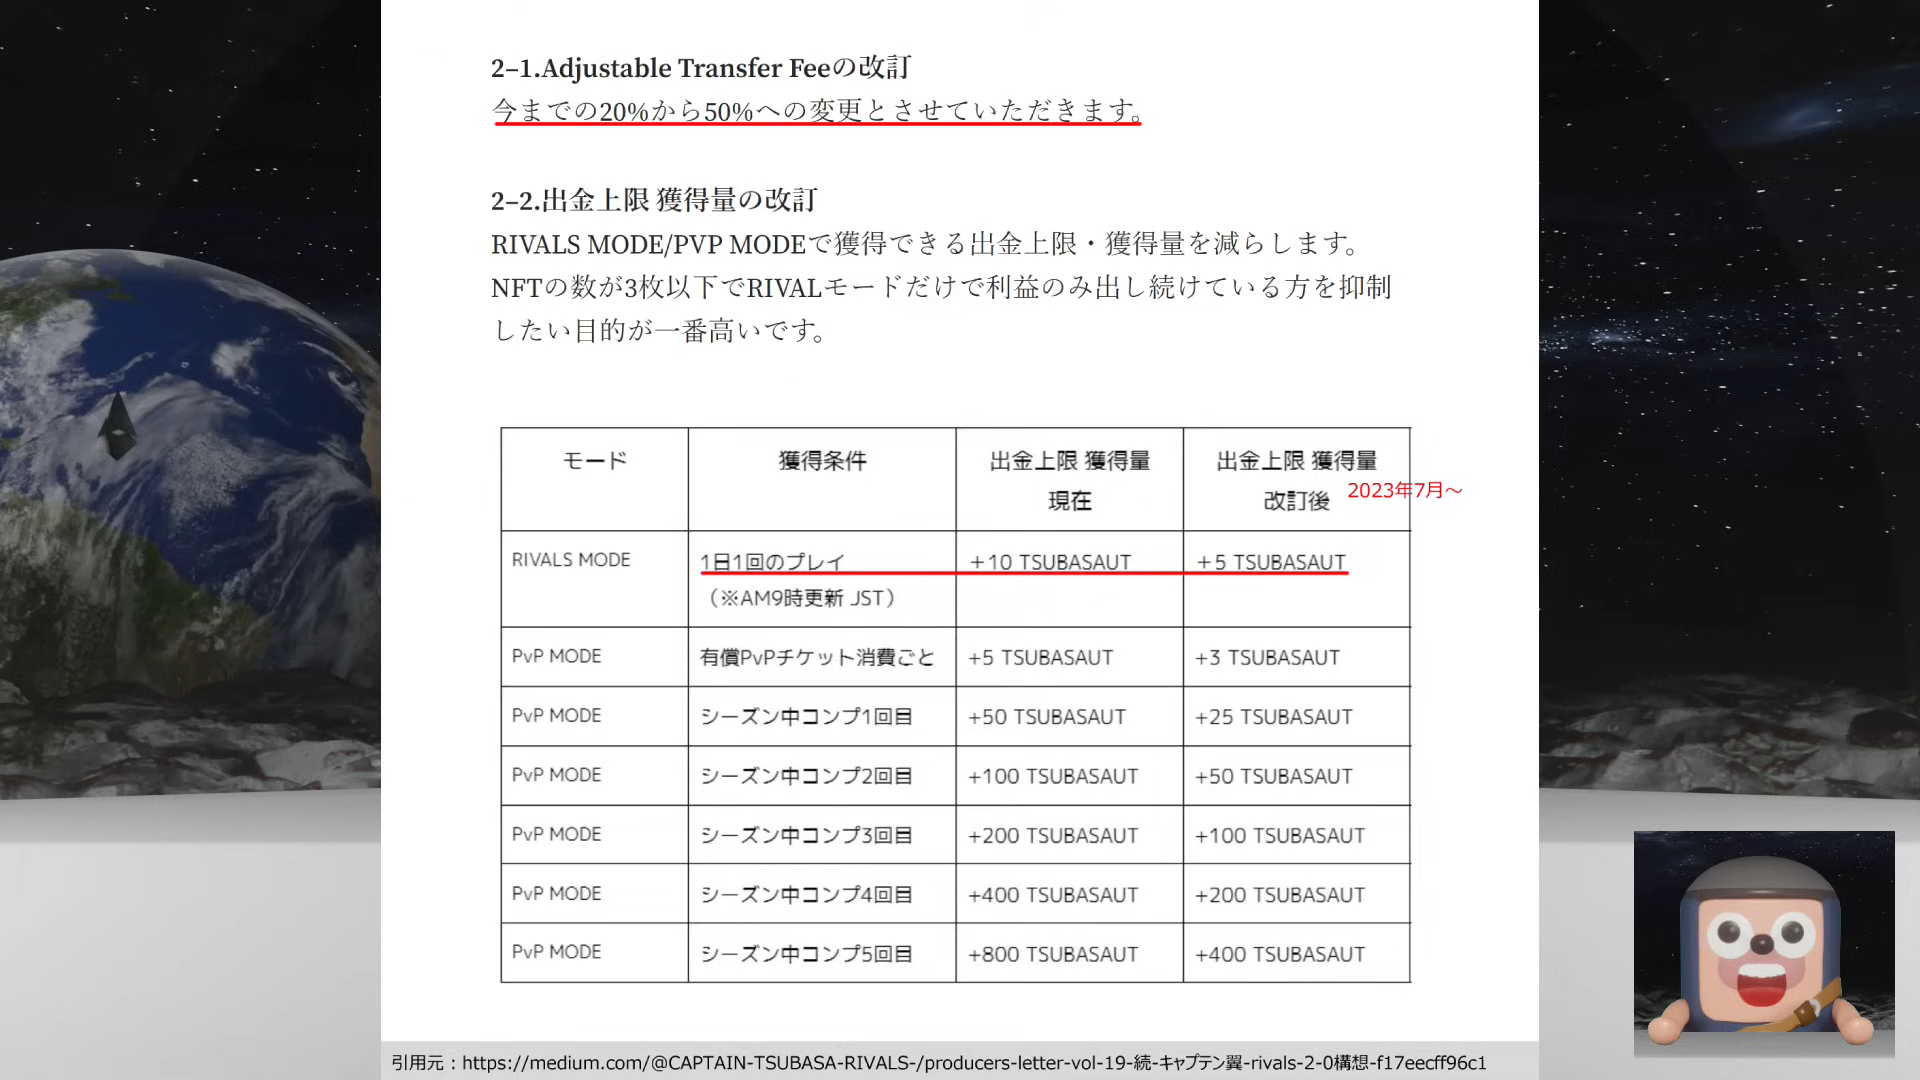 2–1.Adjustable Transfer Feeの改訂
今までの20%から50%への変更とさせていただきます。
2–2.出金上限 獲得量の改訂
RIVALS MODE/PVP MODEで獲得できる出金上限・獲得量を減らします。
NFTの数が3枚以下でRIVALモードだけで利益のみ出し続けている方を抑制
したい目的が一番高いです。
モード 獲得条件 出金上限 獲得量 出金上限 獲得量
現在 改訂後 2023年7月～
RIVALS MODE 1日1回のプレイ +10 TSUBASAUT +5 TSUBASAUT
（※AM9時更新 JST）
PvP MODE 有償PvPチケット消費ごと +5 TSUBASAUT +3 TSUBASAUT
PvP MODE シーズン中コンプ1回目 +50 TSUBASAUT +25 TSUBASAUT
PvP MODE シーズン中コンプ2回目 +100 TSUBASAUT +50 TSUBASAUT
PvP MODE シーズン中コンプ3回目 +200 TSUBASAUT +100 TSUBASAUT
PvP MODE シーズン中コンプ4回目 +400 TSUBASAUT +200 TSUBASAUT
PvP MODE シーズン中コンプ5回目 +800 TSUBASAUT +400 TSUBASAUT
引用元：https://medium.com/@CAPTAIN-TSUBASA-RIVALS-/producers-letter-vol-19-続-キャプテン翼-rivals-2-0構想-f17eecff96c1